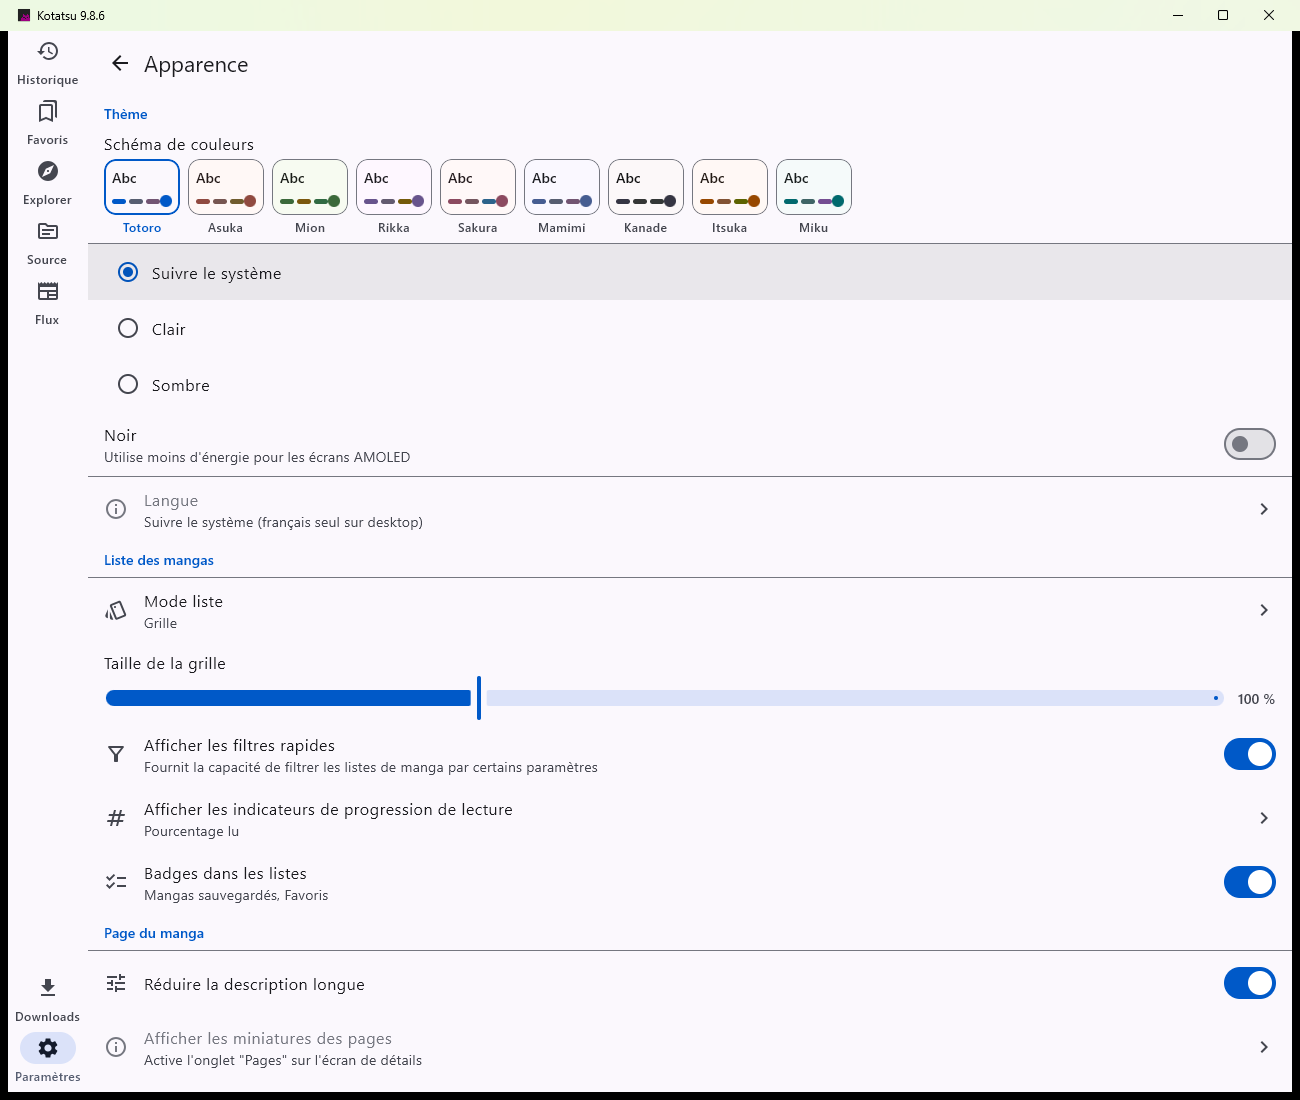 Kotatsu 9.8.6
Historique
Favoris
Explorer
Source
Flux
Downloads
Paramètres
Apparence
Thème
Schéma de couleurs
Abc Abc Abc Abc Abc Abc Abc Abc Abc
Totoro Asuka Mion Rikka Sakura Mamimi Kanade Itsuka Miku
Suivre le système
Clair
Sombre
Noir
Utilise moins d'énergie pour les écrans AMOLED
Langue
Suivre le système (français seul sur desktop)
Liste des mangas
Mode liste
Grille
Taille de la grille
100 %
Afficher les filtres rapides
Fournit la capacité de filtrer les listes de manga par certains paramètres
Afficher les indicateurs de progression de lecture
Pourcentage lu
Badges dans les listes
Mangas sauvegardés, Favoris
Page du manga
Réduire la description longue
Afficher les miniatures des pages
Active l'onglet "Pages" sur l'écran de détails